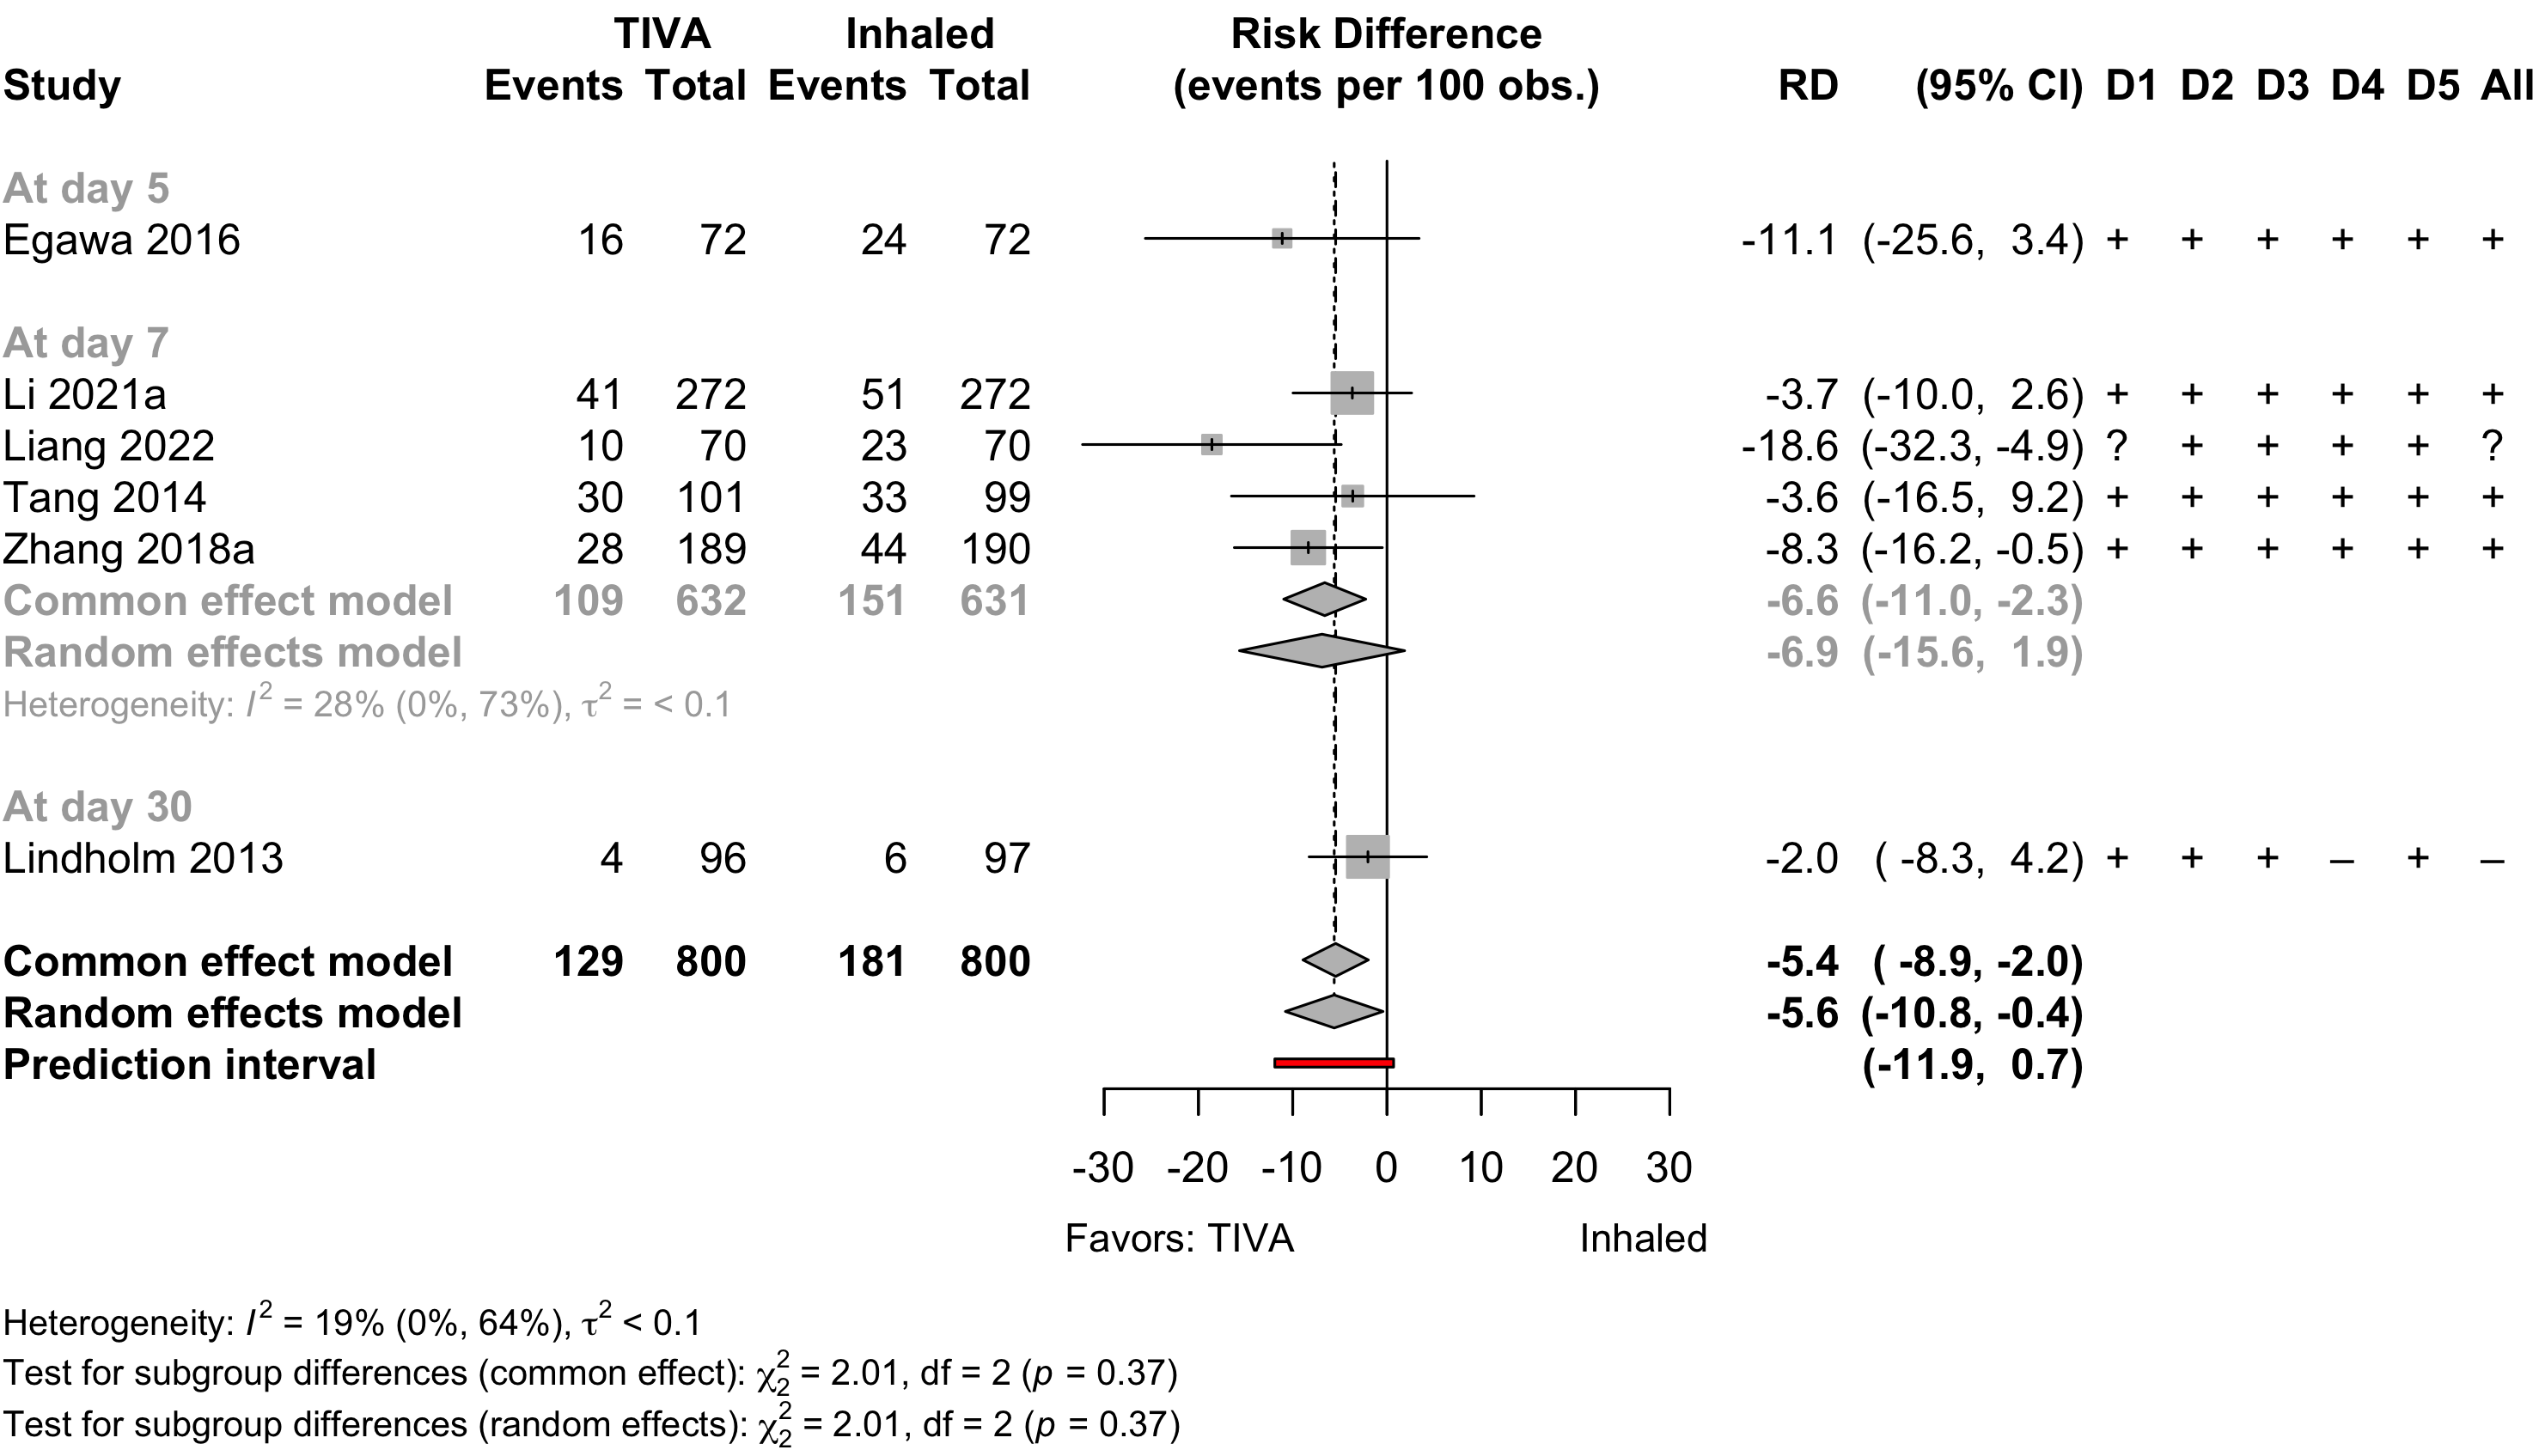 TIVA Inhaled Risk Difference
Study Events Total Events Total (events per 100 obs.) RD (95% CI) D1 D2 D3 D4 D5 All
At day 5
Egawa 2016 16 72 24 72 -11.1 (-25.6, 3.4) + + + + + +
At day 7
Li 2021a 41 272 51 272 -3.7 (-10.0, 2.6) + + + + + +
Liang 2022 10 70 23 70 -18.6 (-32.3, -4.9) ? + + + + ?
Tang 2014 30 101 33 99 -3.6 (-16.5, 9.2) + + + + + +
Zhang 2018a 28 189 44 190 -8.3 (-16.2, -0.5) + + + + + +
Common effect model 109 632 151 631 -6.6 (-11.0, -2.3)
Random effects model -6.9 (-15.6, 1.9)
Heterogeneity: I² = 28% (0%, 73%), τ² = < 0.1
At day 30
Lindholm 2013 4 96 6 97 -2.0 ( -8.3, 4.2) + + + – + –
Common effect model 129 800 181 800 -5.4 ( -8.9, -2.0)
Random effects model -5.6 (-10.8, -0.4)
Prediction interval (-11.9, 0.7)
-30 -20 -10 0 10 20 30
Favors: TIVA Inhaled
Heterogeneity: I² = 19% (0%, 64%), τ² < 0.1
Test for subgroup differences (common effect): χ²₂ = 2.01, df = 2 (p = 0.37)
Test for subgroup differences (random effects): χ²₂ = 2.01, df = 2 (p = 0.37)